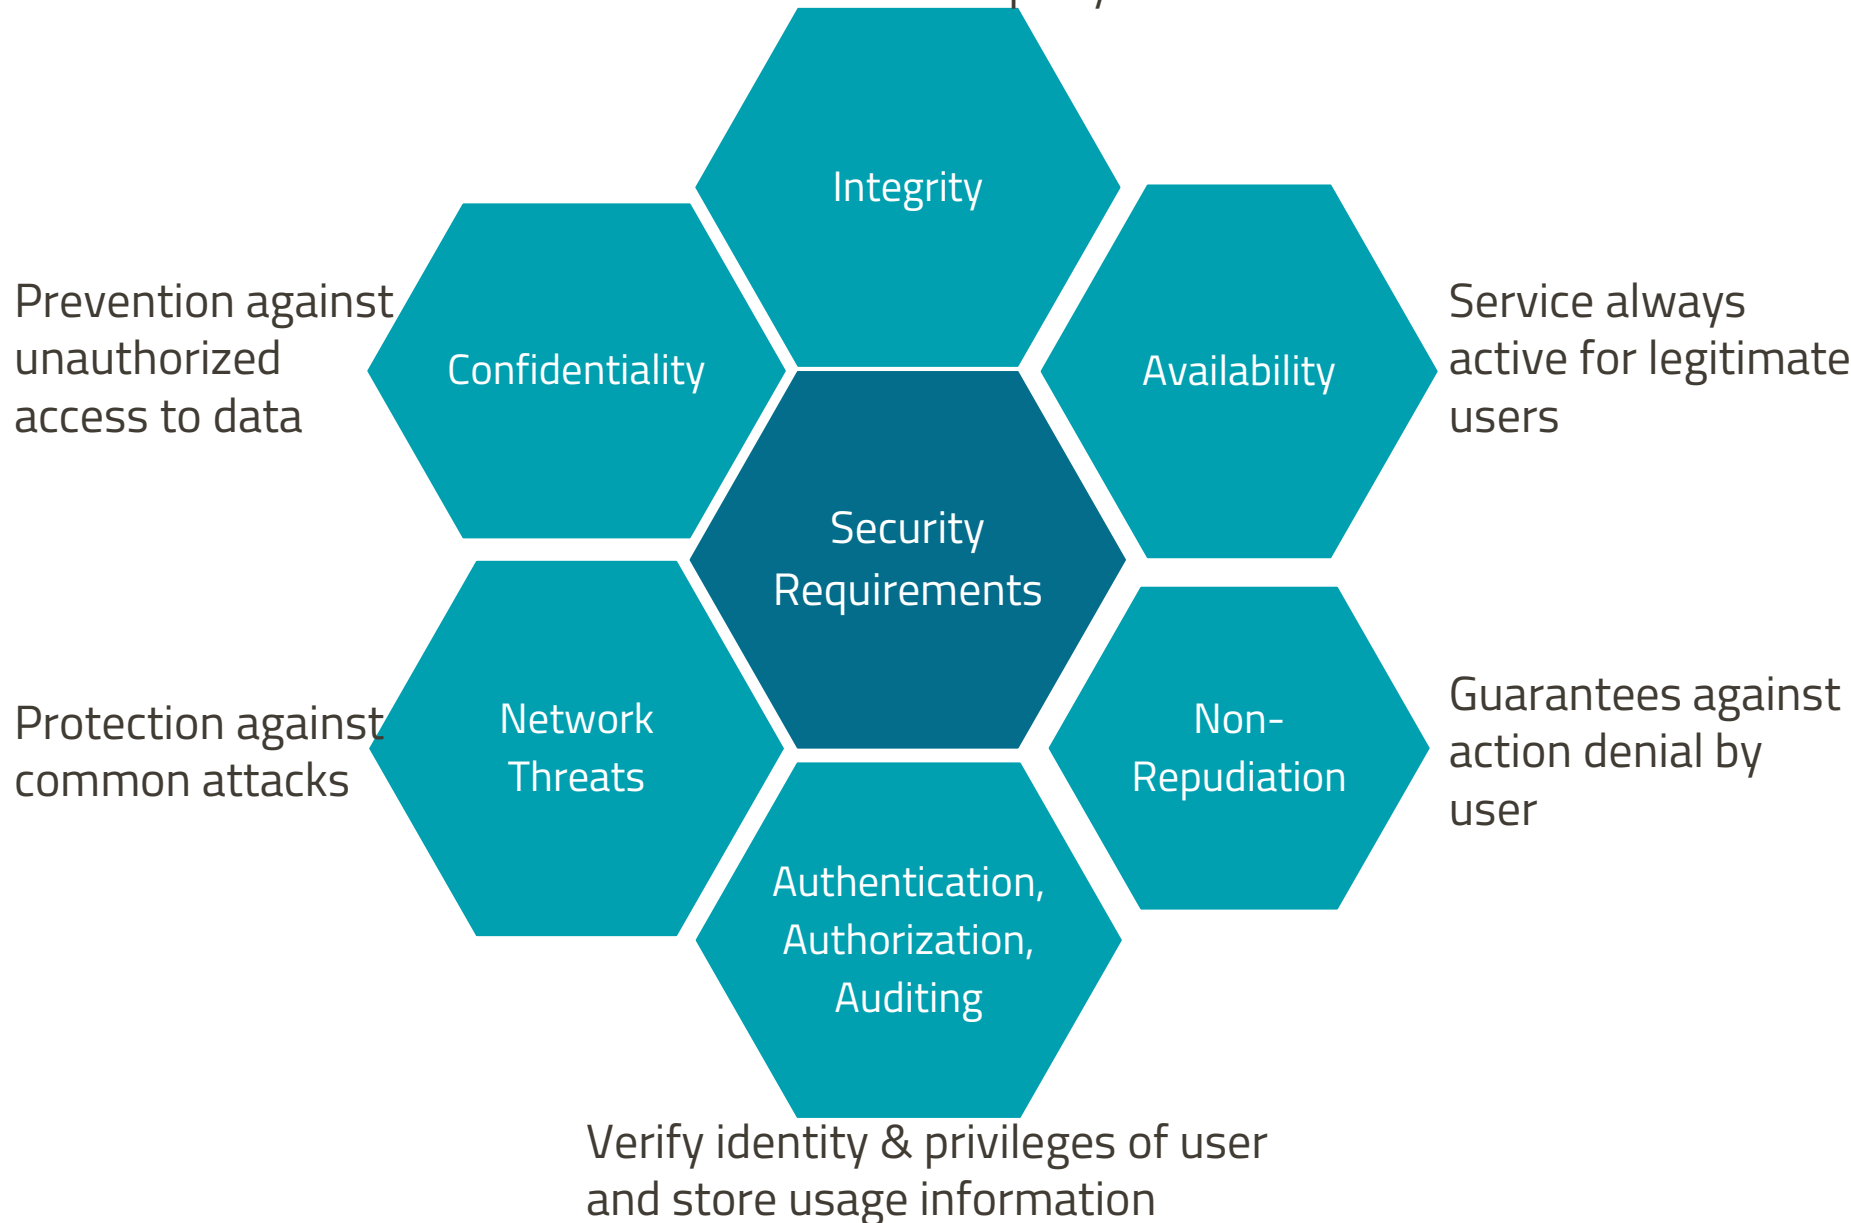 Integrity
Prevention against
unauthorized
access to data
Confidentiality
Availability
Service always
active for legitimate
users
Security
Requirements
Protection against
common attacks
Network
Threats
Non-
Repudiation
Guarantees against
action denial by
user
Authentication,
Authorization,
Auditing
Verify identity & privileges of user
and store usage information